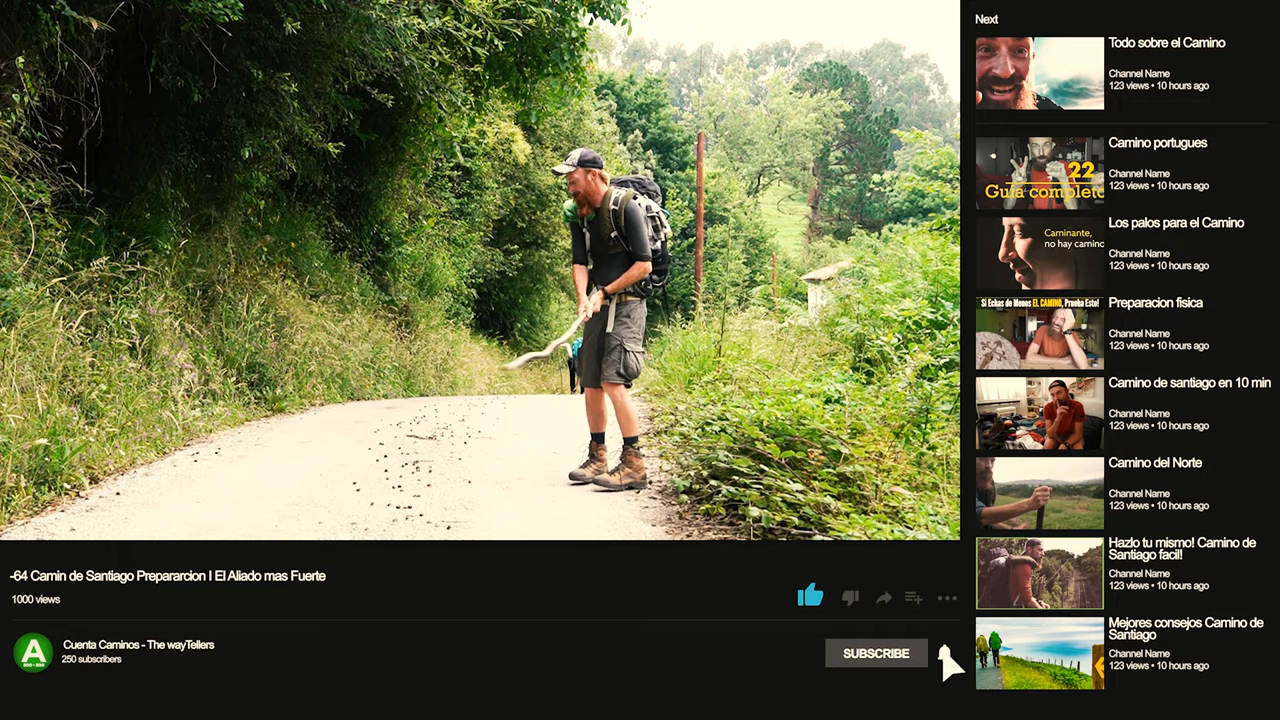 Next
Todo sobre el Camino
Channel Name
123 views • 10 hours ago
22
Guía completo
Camino portugues
Channel Name
123 views • 10 hours ago
Caminante,
no hay camino
Los palos para el Camino
Channel Name
123 views • 10 hours ago
Si Echas de Menos EL CAMINO, Prueba Esto!
Preparacion fisica
Channel Name
123 views • 10 hours ago
Camino de santiago en 10 min
Channel Name
123 views • 10 hours ago
Camino del Norte
Channel Name
123 views • 10 hours ago
Hazlo tu mismo! Camino de
Santiago facil!
Channel Name
123 views • 10 hours ago
Mejores consejos Camino de
Santiago
Channel Name
123 views • 10 hours ago
-64 Camin de Santiago Prepararcion I El Aliado mas Fuerte
1000 views
A
Cuenta Caminos - The wayTellers
250 subscribers
SUBSCRIBE